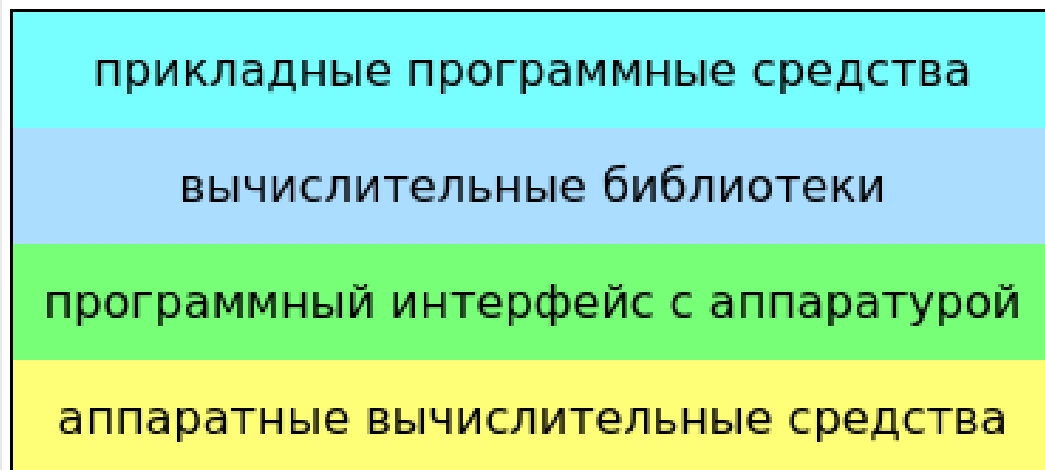 прикладные программные средства
вычислительные библиотеки
программный интерфейс с аппаратурой
аппаратные вычислительные средства